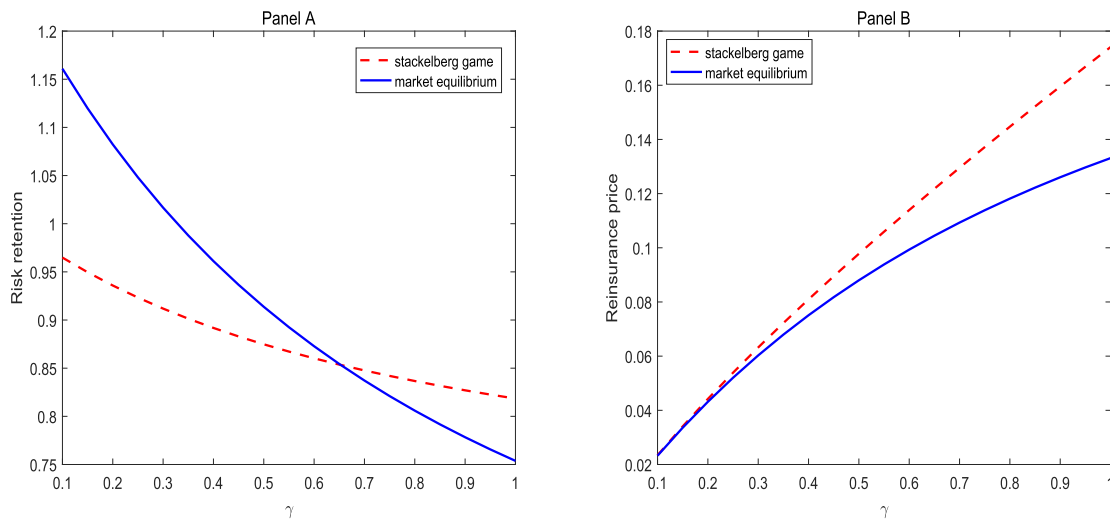 Panel A
1.2
1.15
1.1
1.05
1
0.95
0.9
0.85
0.8
0.75
Risk retention
stackelberg game
market equilibrium
0.1 0.2 0.3 0.4 0.5 0.6 0.7 0.8 0.9 1
γ
Panel B
0.18
0.16
0.14
0.12
0.1
0.08
0.06
0.04
0.02
Reinsurance price
stackelberg game
market equilibrium
0.1 0.2 0.3 0.4 0.5 0.6 0.7 0.8 0.9 1
γ